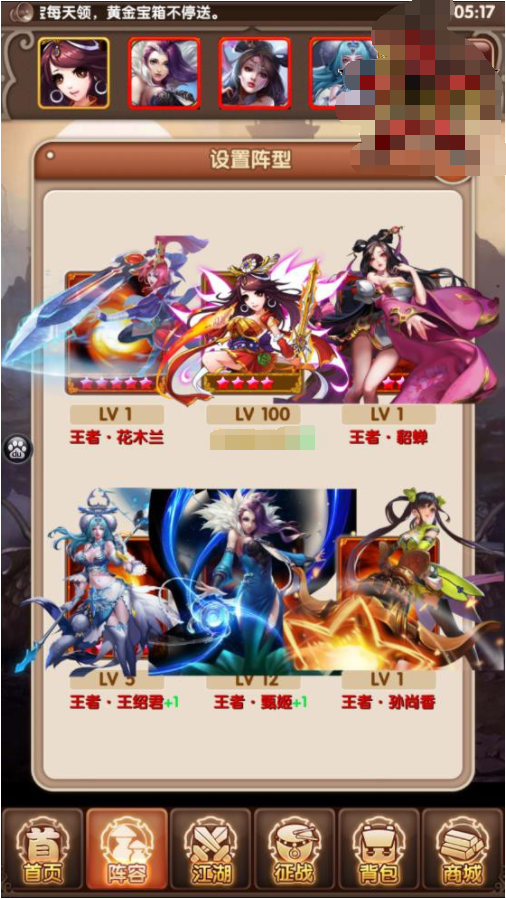 每天领，黄金宝箱不停送。
05:17
设置阵型
LV 1
LV 100
LV 1
王者·花木兰
王者·貂蝉
LV 5
LV 12
LV 1
王者·王绍君+1
王者·甄姬+1
王者·孙尚香
首
首页
阵容
江湖
征战
背包
商城